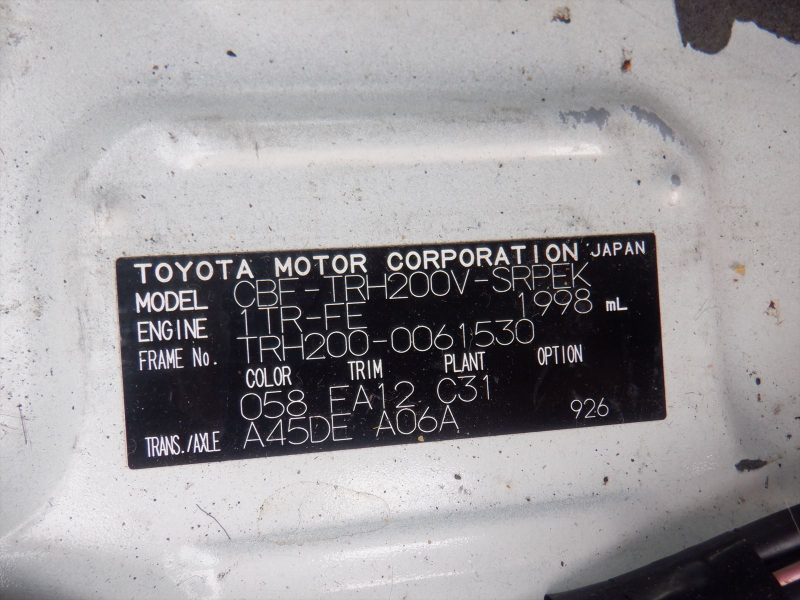 TOYOTA MOTOR CORPORATION JAPAN
MODEL CBF-TRH200V-SRPEK
ENGINE 1TR-FE 1998 mL
FRAME No. TRH200-0061530
COLOR TRIM PLANT OPTION
058 FA12 C31
TRANS./AXLE A45DE A06A 926